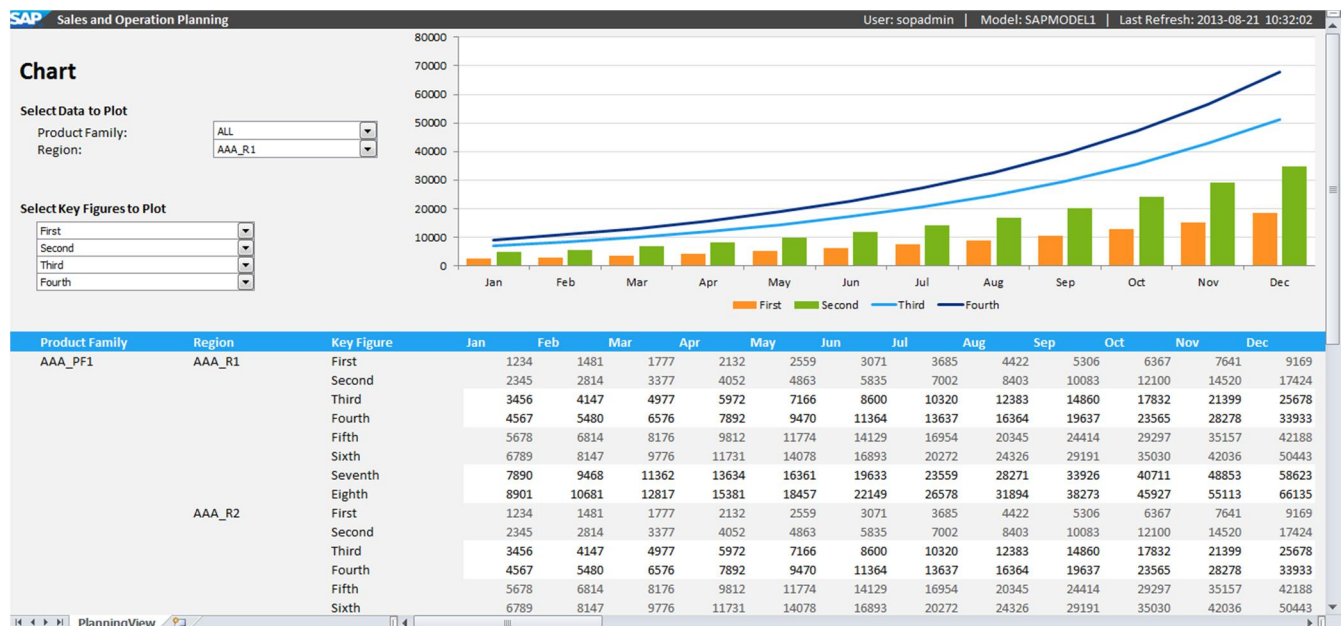 SAP Sales and Operation Planning User: sopadmin | Model: SAPMODEL1 | Last Refresh: 2013-08-21 10:32:02
Chart
Select Data to Plot
Product Family: ALL
Region: AAA_R1
Select Key Figures to Plot
First
Second
Third
Fourth
80000
70000
60000
50000
40000
30000
20000
10000
0
Jan Feb Mar Apr May Jun Jul Aug Sep Oct Nov Dec
First Second Third Fourth
Product Family Region Key Figure Jan Feb Mar Apr May Jun Jul Aug Sep Oct Nov Dec
AAA_PF1 AAA_R1 First 1234 1481 1777 2132 2559 3071 3685 4422 5306 6367 7641 9169
Second 2345 2814 3377 4052 4863 5835 7002 8403 10083 12100 14520 17424
Third 3456 4147 4977 5972 7166 8600 10320 12383 14860 17832 21399 25678
Fourth 4567 5480 6576 7892 9470 11364 13637 16364 19637 23565 28278 33933
Fifth 5678 6814 8176 9812 11774 14129 16954 20345 24414 29297 35157 42188
Sixth 6789 8147 9776 11731 14078 16893 20272 24326 29191 35030 42036 50443
Seventh 7890 9468 11362 13634 16361 19633 23559 28271 33926 40711 48853 58623
Eighth 8901 10681 12817 15381 18457 22149 26578 31894 38273 45927 55113 66135
AAA_R2 First 1234 1481 1777 2132 2559 3071 3685 4422 5306 6367 7641 9169
Second 2345 2814 3377 4052 4863 5835 7002 8403 10083 12100 14520 17424
Third 3456 4147 4977 5972 7166 8600 10320 12383 14860 17832 21399 25678
Fourth 4567 5480 6576 7892 9470 11364 13637 16364 19637 23565 28278 33933
Fifth 5678 6814 8176 9812 11774 14129 16954 20345 24414 29297 35157 42188
Sixth 6789 8147 9776 11731 14078 16893 20272 24326 29191 35030 42036 50443
PlanningView